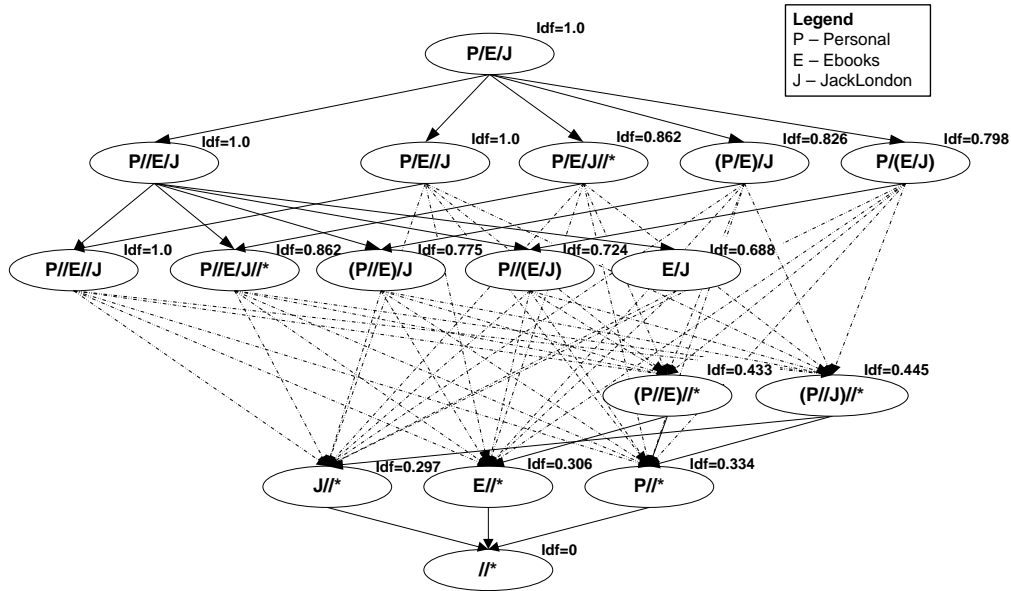 Legend
P – Personal
E – Ebooks
J – JackLondon
Idf=1.0
P/E/J
Idf=1.0
Idf=1.0
Idf=0.862
Idf=0.826
Idf=0.798
P//E/J
P/E//J
P/E/J//*
(P/E)/J
P/(E/J)
Idf=1.0
Idf=0.862
Idf=0.775
Idf=0.724
Idf=0.688
P//E//J
P//E/J//*
(P//E)/J
P//(E/J)
E/J
Idf=0.433
Idf=0.445
(P//E)//*
(P//J)//*
Idf=0.297
Idf=0.306
Idf=0.334
J//*
E//*
P//*
Idf=0
//*